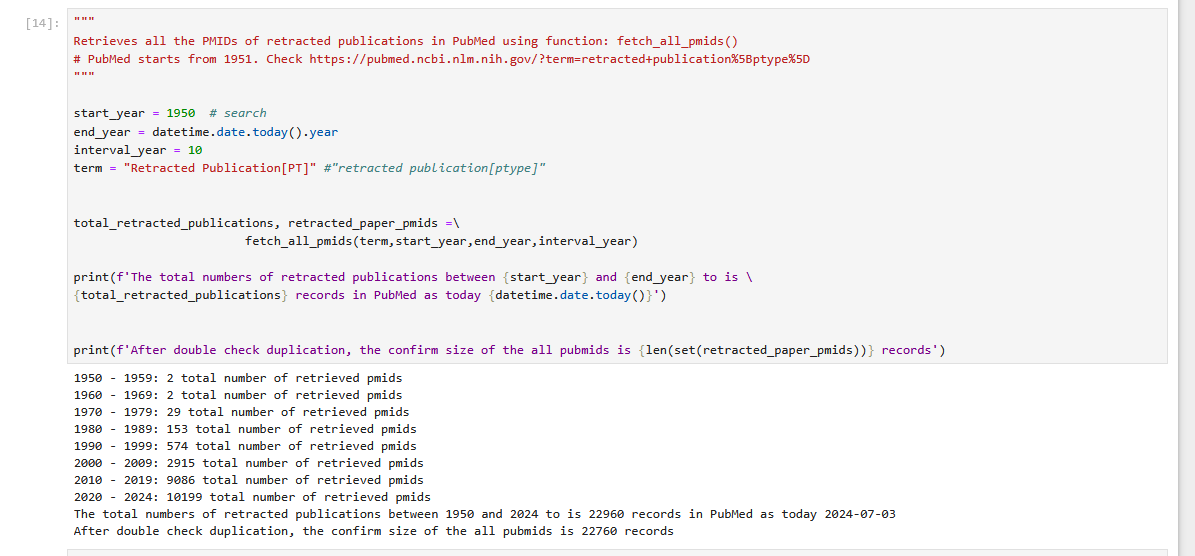 [14]: """
Retrieves all the PMIDs of retracted publications in PubMed using function: fetch_all_pmids()
# PubMed starts from 1951. Check https://pubmed.ncbi.nlm.nih.gov/?term=retracted+publication%5Bptype%5D
"""
start_year = 1950  # search
end_year = datetime.date.today().year
interval_year = 10
term = "Retracted Publication[PT]" #"retracted publication[ptype]"
total_retracted_publications, retracted_paper_pmids =\
fetch_all_pmids(term,start_year,end_year,interval_year)
print(f'The total numbers of retracted publications between {start_year} and {end_year} to is \
{total_retracted_publications} records in PubMed as today {datetime.date.today()}')
print(f'After double check duplication, the confirm size of the all pubmids is {len(set(retracted_paper_pmids))} records')
1950 - 1959: 2 total number of retrieved pmids
1960 - 1969: 2 total number of retrieved pmids
1970 - 1979: 29 total number of retrieved pmids
1980 - 1989: 153 total number of retrieved pmids
1990 - 1999: 574 total number of retrieved pmids
2000 - 2009: 2915 total number of retrieved pmids
2010 - 2019: 9086 total number of retrieved pmids
2020 - 2024: 10199 total number of retrieved pmids
The total numbers of retracted publications between 1950 and 2024 to is 22960 records in PubMed as today 2024-07-03
After double check duplication, the confirm size of the all pubmids is 22760 records